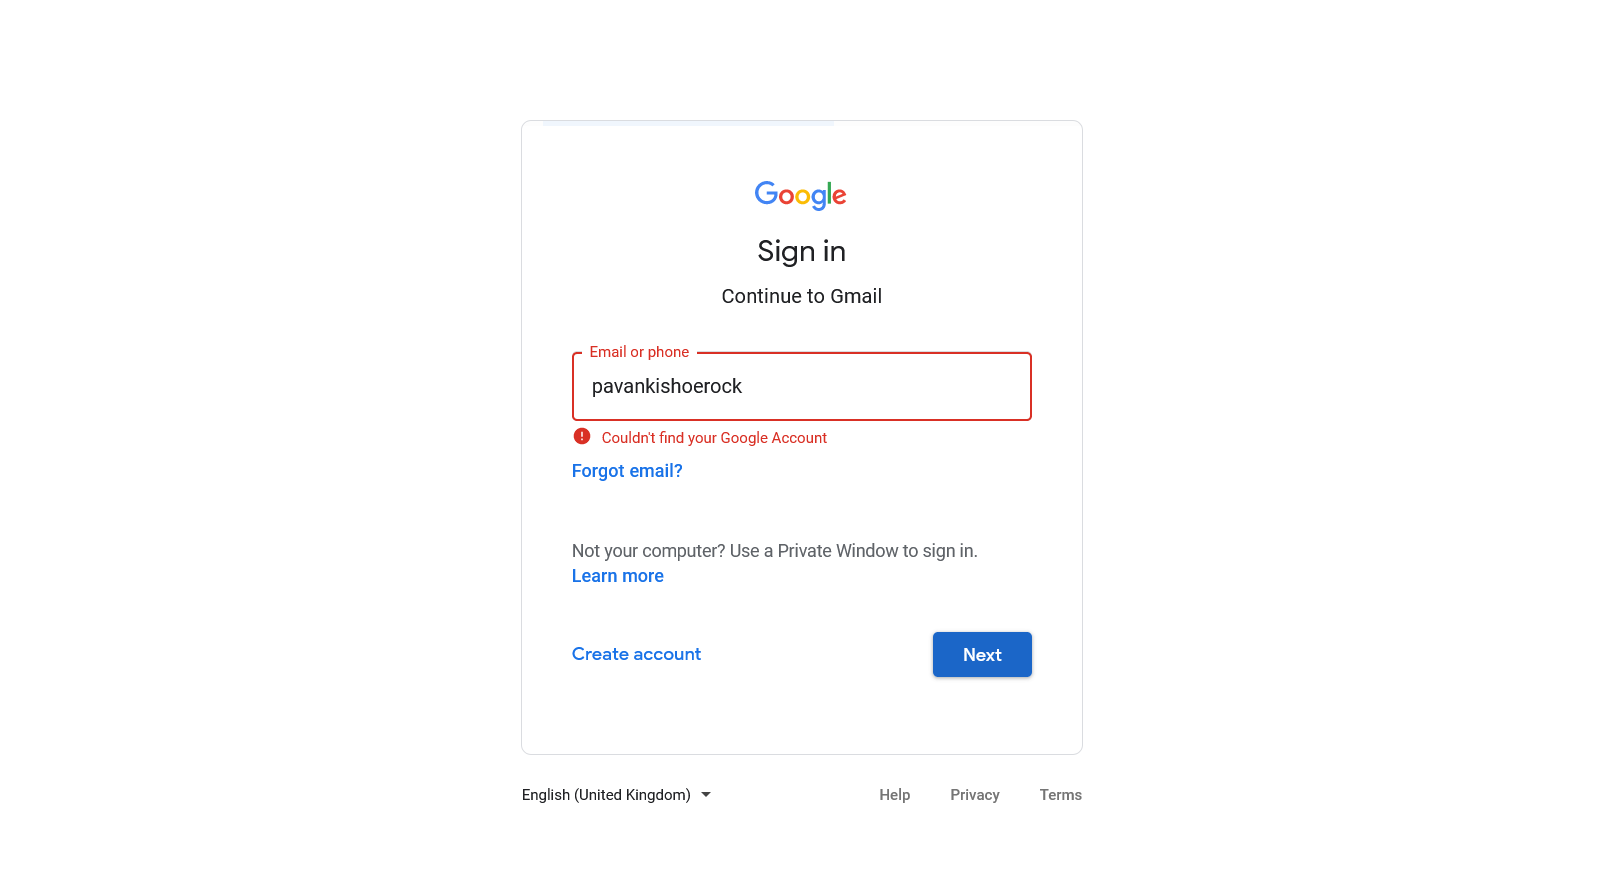 Google
Sign in
Continue to Gmail
Email or phone
pavankishoerock
Couldn't find your Google Account
Forgot email?
Not your computer? Use a Private Window to sign in.
Learn more
Create account
Next
English (United Kingdom)
Help
Privacy
Terms